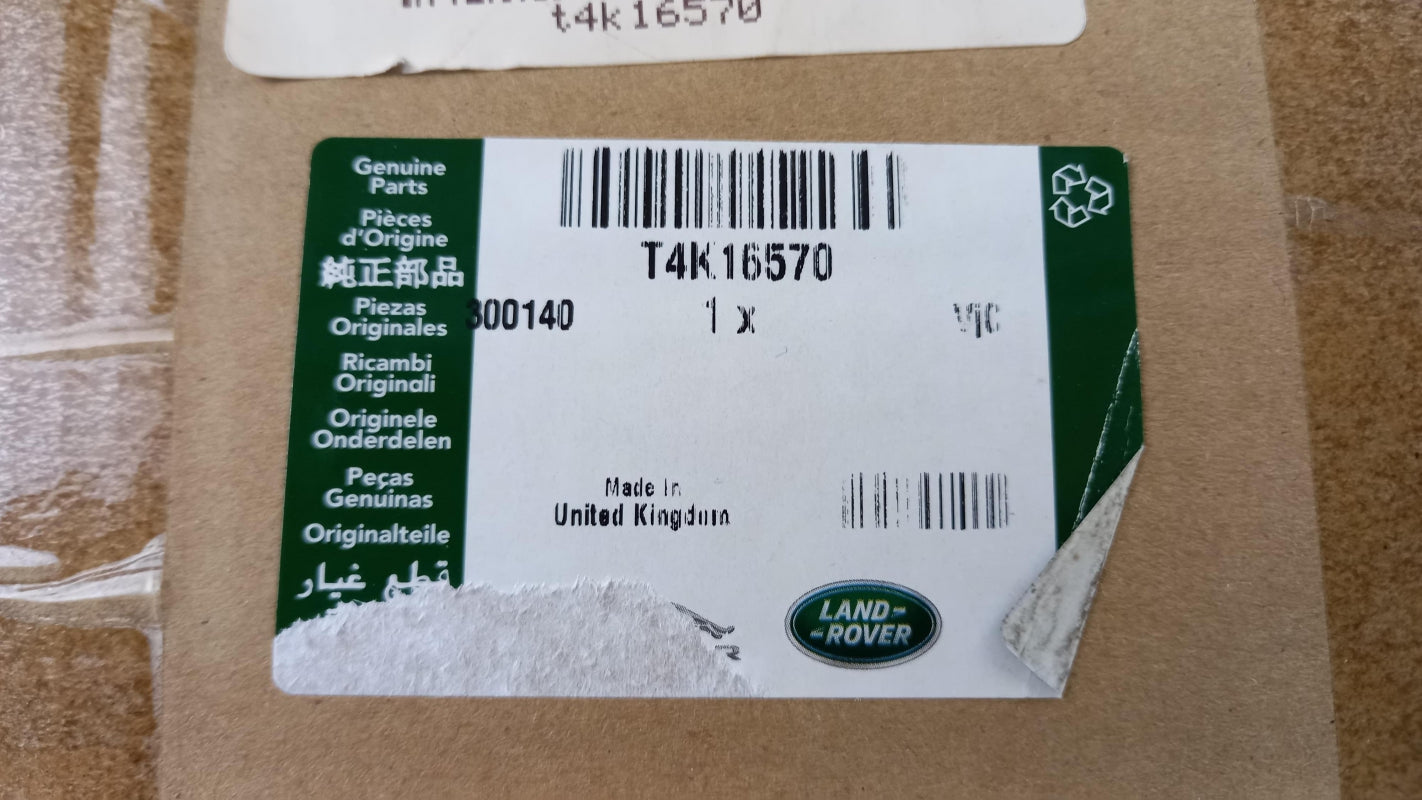 t4k16570
Genuine
Parts
Pièces
d'Origine
純正部品
Piezas
Originales
Ricambi
Originali
Originele
Onderdelen
Peças
Genuinas
Originalteile
قطع غيار
T4K16570
300140 1 x
Made In
United Kingdom
LAND-
-ROVER